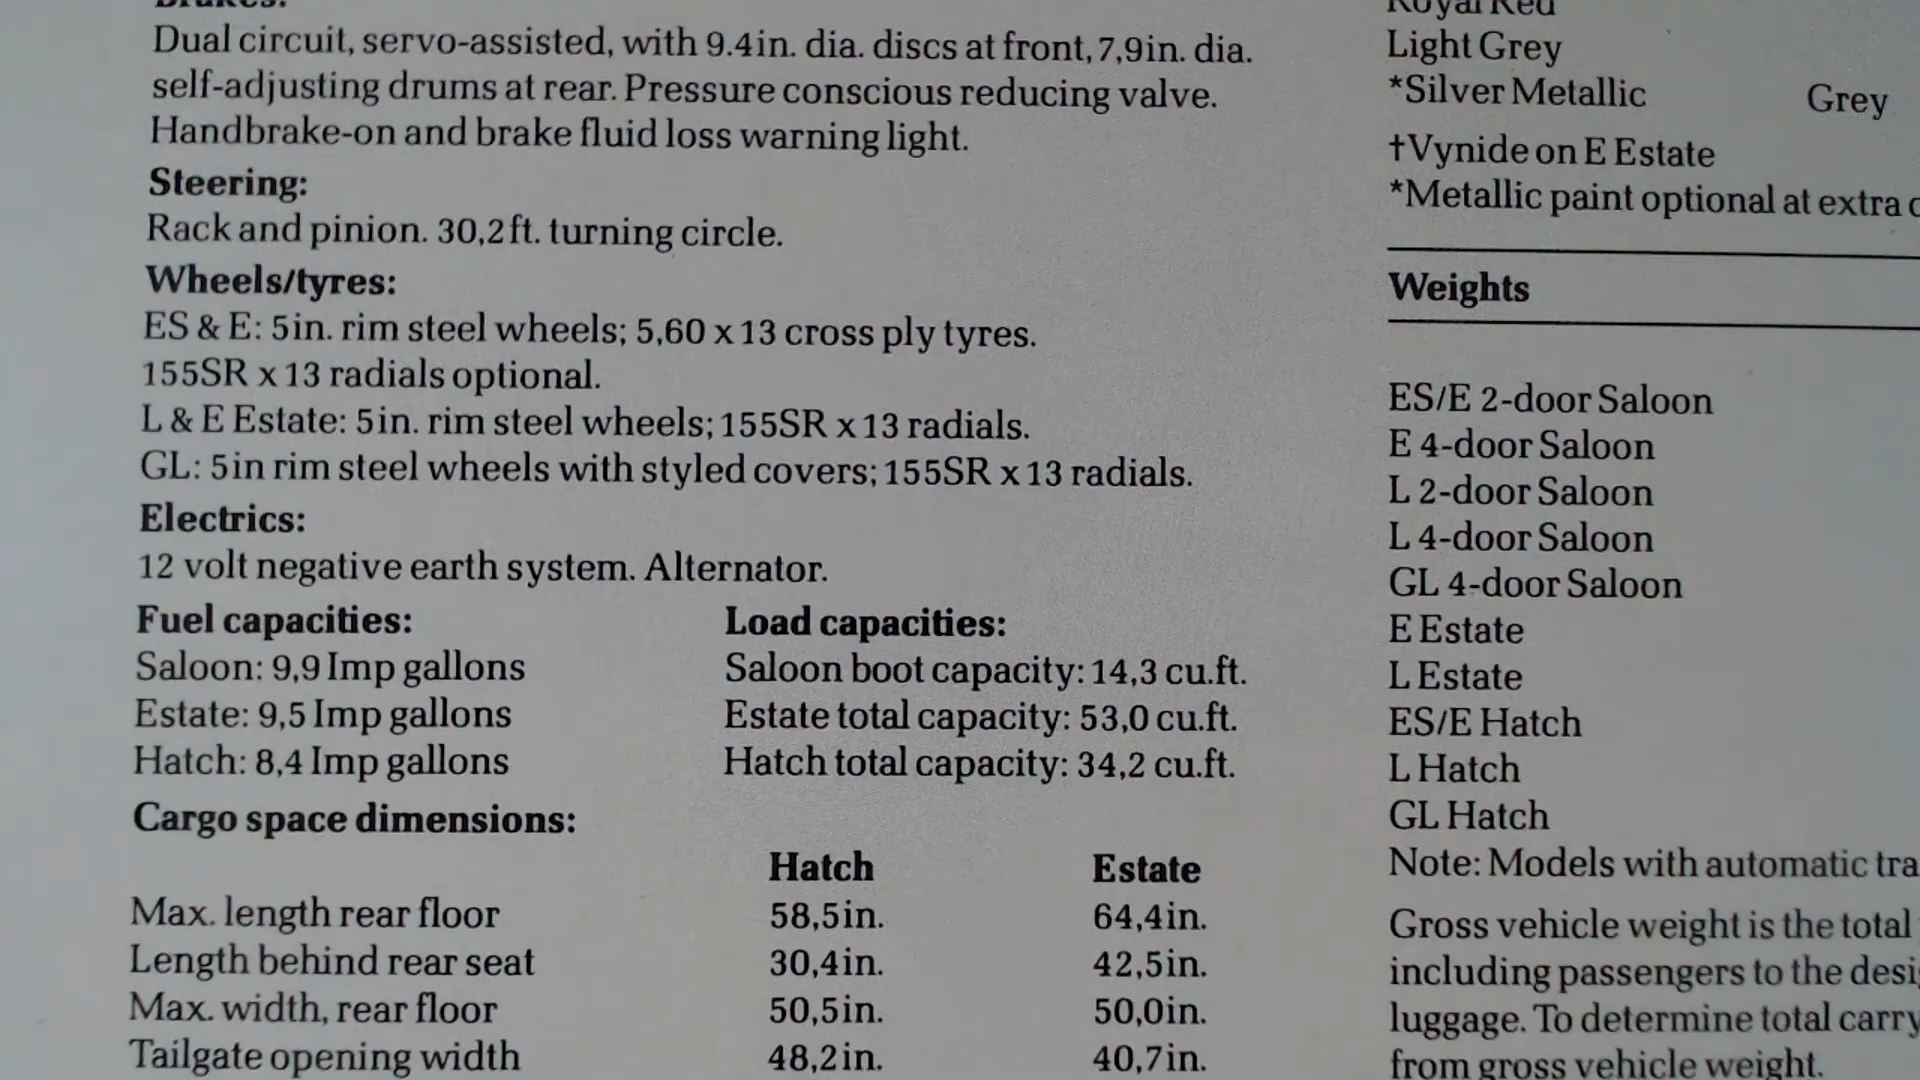 Brakes:
Dual circuit, servo-assisted, with 9.4in. dia. discs at front, 7,9in. dia.
self-adjusting drums at rear. Pressure conscious reducing valve.
Handbrake-on and brake fluid loss warning light.
Steering:
Rack and pinion. 30,2 ft. turning circle.
Wheels/tyres:
ES & E: 5in. rim steel wheels; 5,60 x 13 cross ply tyres.
155SR x 13 radials optional.
L & E Estate: 5in. rim steel wheels; 155SR x 13 radials.
GL: 5in rim steel wheels with styled covers; 155SR x 13 radials.
Electrics:
12 volt negative earth system. Alternator.
Fuel capacities:
Saloon: 9,9 Imp gallons
Estate: 9,5 Imp gallons
Hatch: 8,4 Imp gallons
Load capacities:
Saloon boot capacity: 14,3 cu.ft.
Estate total capacity: 53,0 cu.ft.
Hatch total capacity: 34,2 cu.ft.
Cargo space dimensions:
Hatch Estate
Max. length rear floor 58,5in. 64,4in.
Length behind rear seat 30,4in. 42,5in.
Max. width, rear floor 50,5in. 50,0in.
Tailgate opening width 48,2in. 40,7in.
Royal Red
Light Grey
*Silver Metallic Grey
†Vynide on E Estate
*Metallic paint optional at extra
Weights
ES/E 2-door Saloon
E 4-door Saloon
L 2-door Saloon
L 4-door Saloon
GL 4-door Saloon
E Estate
L Estate
ES/E Hatch
L Hatch
GL Hatch
Note: Models with automatic
Gross vehicle weight is the total
including passengers to the
luggage. To determine total
from gross vehicle weight.